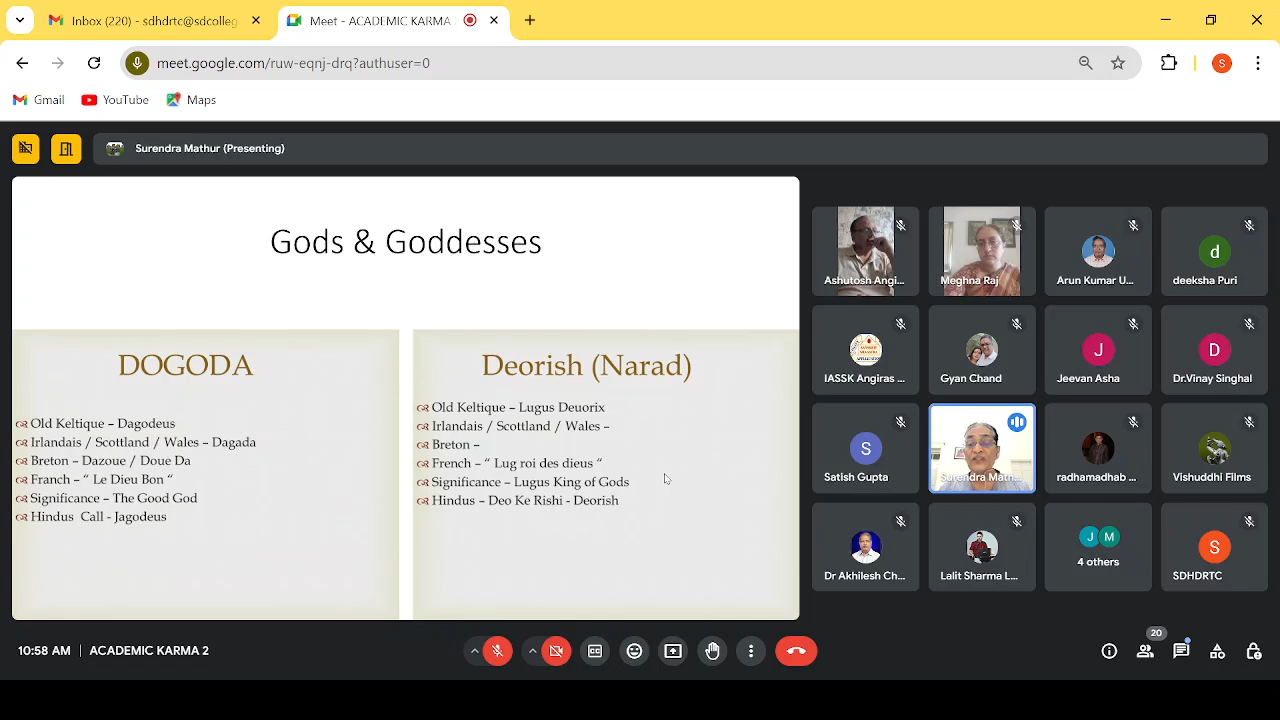 Inbox (220) - sdhdrtc@sdcolleg
Meet - ACADEMIC KARMA
meet.google.com/ruw-eqnj-drq?authuser=0
S
Gmail
YouTube
Maps
Surendra Mathur (Presenting)
Gods & Goddesses
DOGODA
Old Keltique – Dagodeus
Irlandais / Scottland / Wales – Dagada
Breton – Dazoue / Doue Da
Franch – “ Le Dieu Bon “
Significance – The Good God
Hindus Call - Jagodeus
Deorish (Narad)
Old Keltique – Lugus Deuorix
Irlandais / Scottland / Wales –
Breton –
French – “ Lug roi des dieus “
Significance – Lugus King of Gods
Hindus – Deo Ke Rishi - Deorish
Ashutosh Angi...
Meghna Raj
Arun Kumar U...
d
deeksha Puri
IASSK Angiras ...
Gyan Chand
J
Jeevan Asha
D
Dr.Vinay Singhal
S
Satish Gupta
Surendra Math...
radhamadhab ...
Vishuddhi Films
Dr Akhilesh Ch...
Lalit Sharma L...
J M
4 others
S
SDHDRTC
10:58 AM
ACADEMIC KARMA 2
20